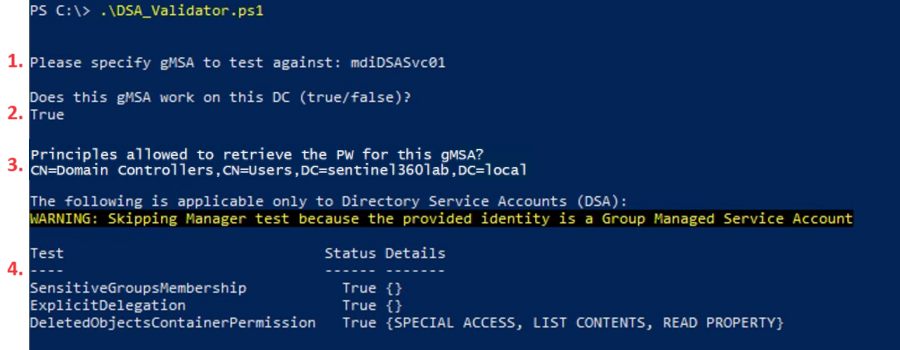 PS C:\> .\DSA_Validator.ps1
1. Please specify gMSA to test against: mdiDSASvc01
Does this gMSA work on this DC (true/false)?
2. True
Principles allowed to retrieve the PW for this gMSA?
3. CN=Domain Controllers,CN=Users,DC=sentinel360lab,DC=local
The following is applicable only to Directory Service Accounts (DSA):
WARNING: Skipping Manager test because the provided identity is a Group Managed Service Account
Test Status Details
4. ---- ------ -------
SensitiveGroupsMembership True {}
ExplicitDelegation True {}
DeletedObjectsContainerPermission True {SPECIAL ACCESS, LIST CONTENTS, READ PROPERTY}